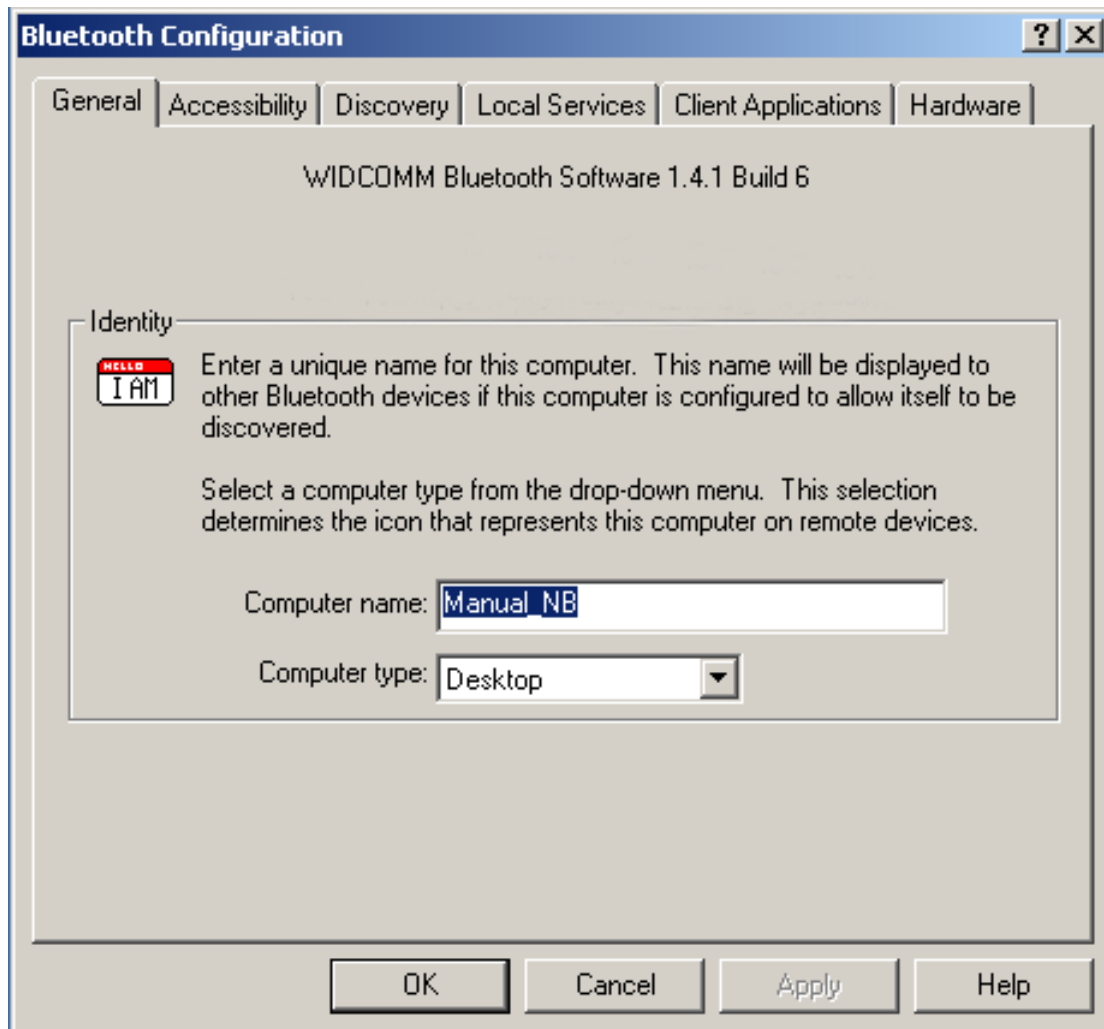 Bluetooth Configuration
General Accessibility Discovery Local Services Client Applications Hardware
WIDCOMM Bluetooth Software 1.4.1 Build 6
Identity
HELLO
I AM
Enter a unique name for this computer. This name will be displayed to
other Bluetooth devices if this computer is configured to allow itself to be
discovered.
Select a computer type from the drop-down menu. This selection
determines the icon that represents this computer on remote devices.
Computer name: Manual_NB
Computer type: Desktop
OK Cancel Apply Help